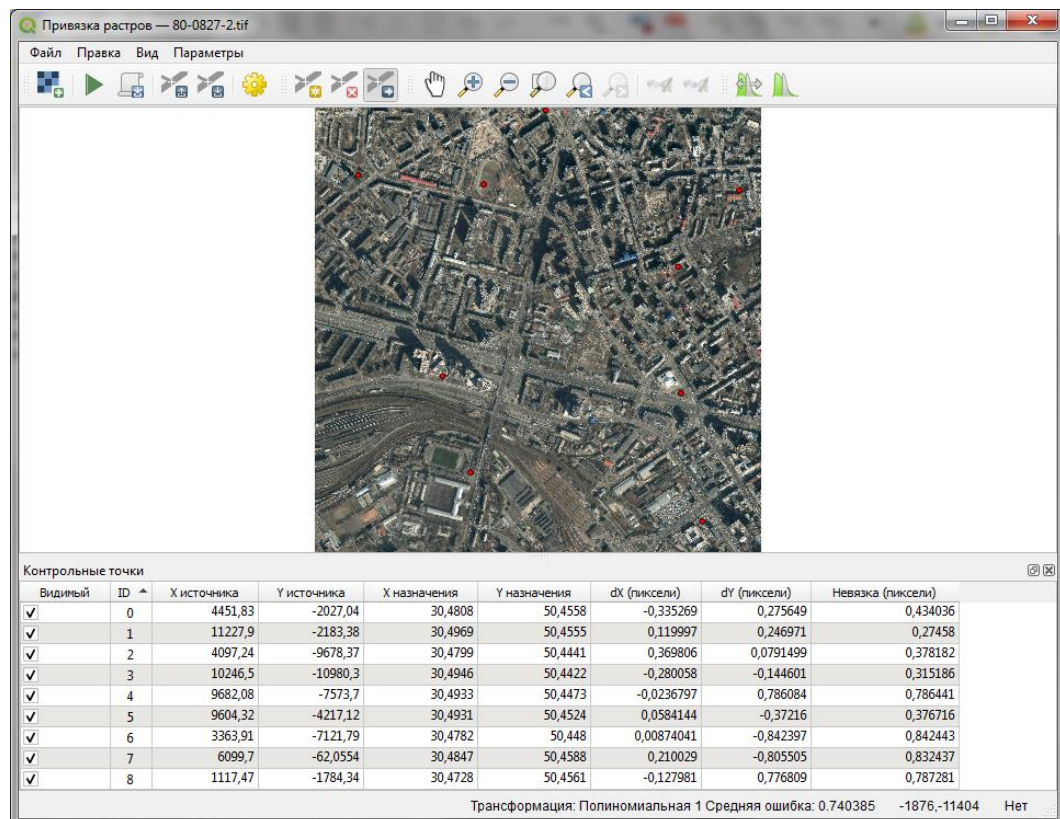 Привязка растров — 80-0827-2.tif
Файл Правка Вид Параметры
Контрольные точки
Видимый ID X источника Y источника X назначения Y назначения dX (пиксели) dY (пиксели) Невязка (пиксели)
0 4451,83 -2027,04 30,4808 50,4558 -0,335269 0,275649 0,434036
1 11227,9 -2183,38 30,4969 50,4555 0,119997 0,246971 0,27458
2 4097,24 -9678,37 30,4799 50,4441 0,369806 0,0791499 0,378182
3 10246,5 -10980,3 30,4946 50,4422 -0,280058 -0,144601 0,315186
4 9682,08 -7573,7 30,4933 50,4473 -0,0236797 0,786084 0,786441
5 9604,32 -4217,12 30,4931 50,4524 0,0584144 -0,37216 0,376716
6 3363,91 -7121,79 30,4782 50,448 0,00874041 -0,842397 0,842443
7 6099,7 -62,0554 30,4847 50,4588 0,210029 -0,805505 0,832437
8 1117,47 -1784,34 30,4728 50,4561 -0,127981 0,776809 0,787281
Трансформация: Полиномиальная 1 Средняя ошибка: 0.740385 -1876,-11404 Нет